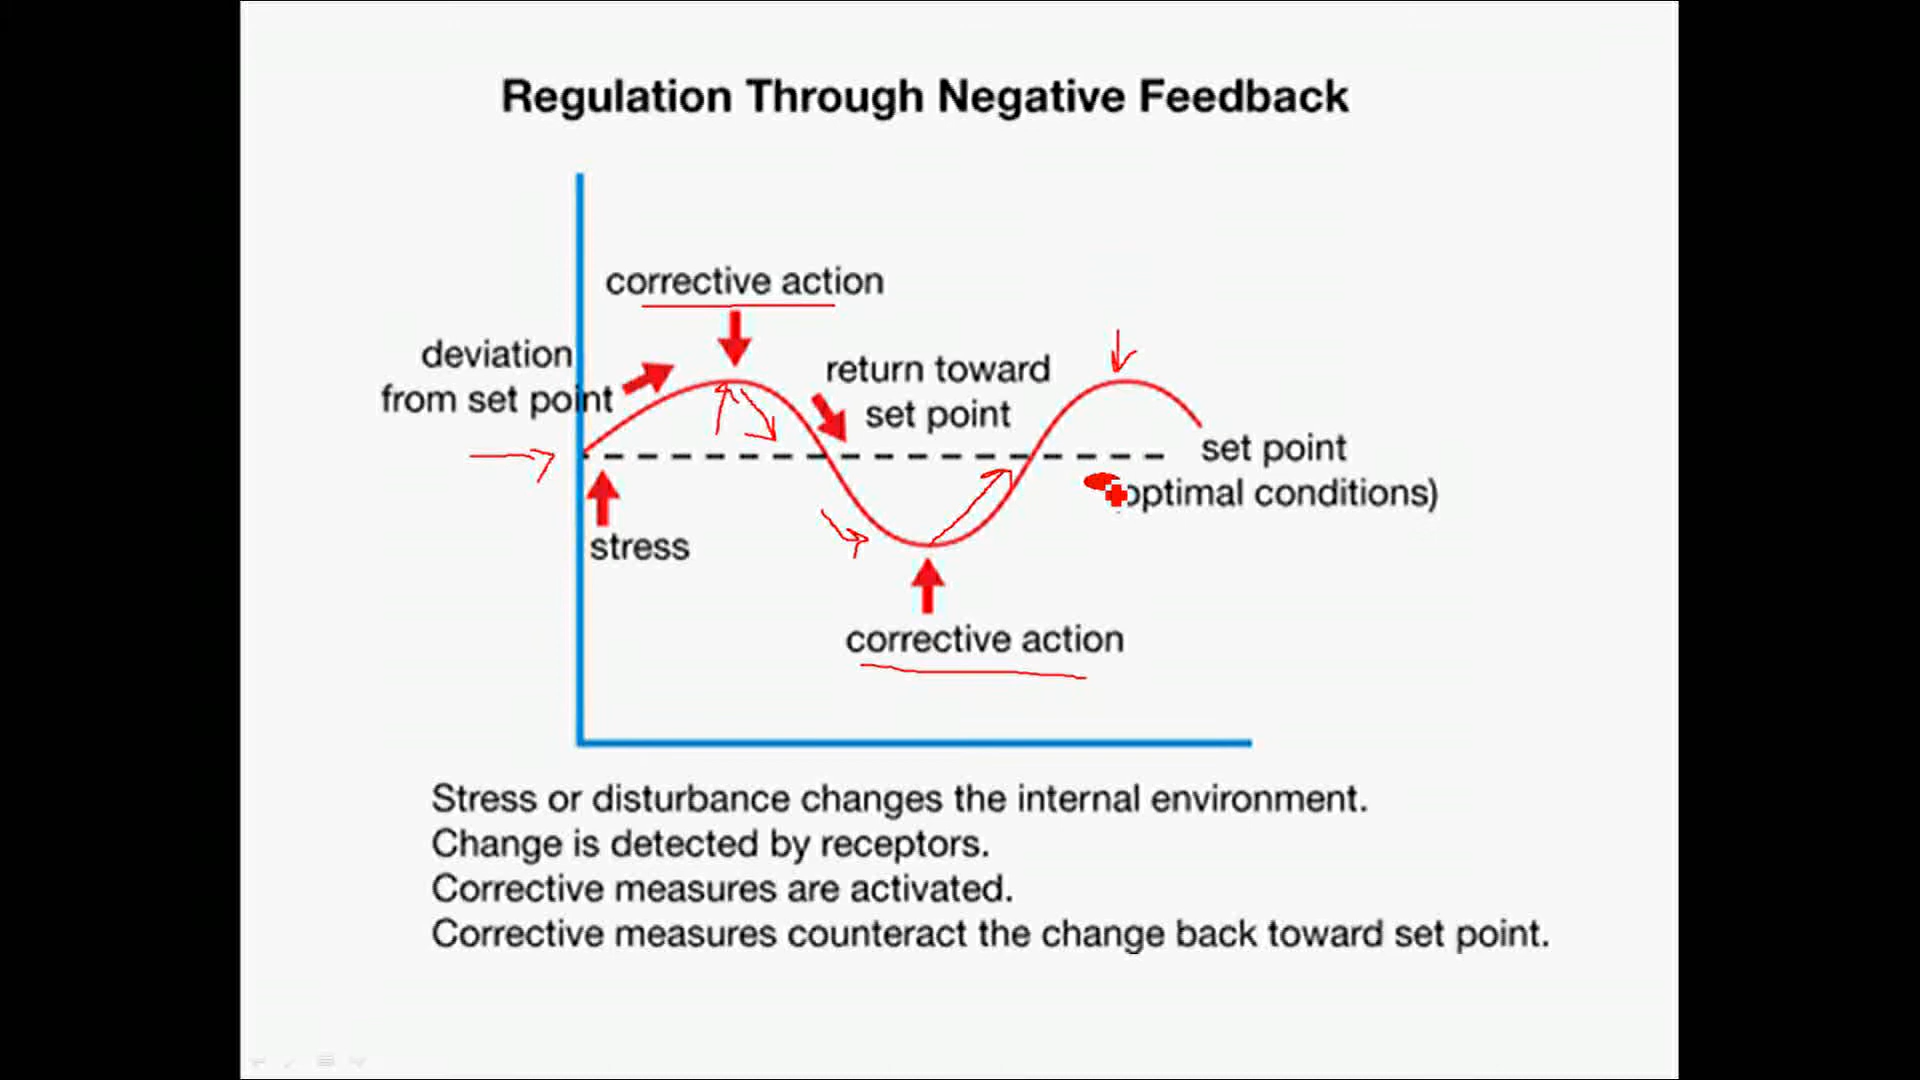 Regulation Through Negative Feedback
corrective action
deviation
from set point
return toward
set point
set point
optimal conditions)
stress
corrective action
Stress or disturbance changes the internal environment.
Change is detected by receptors.
Corrective measures are activated.
Corrective measures counteract the change back toward set point.